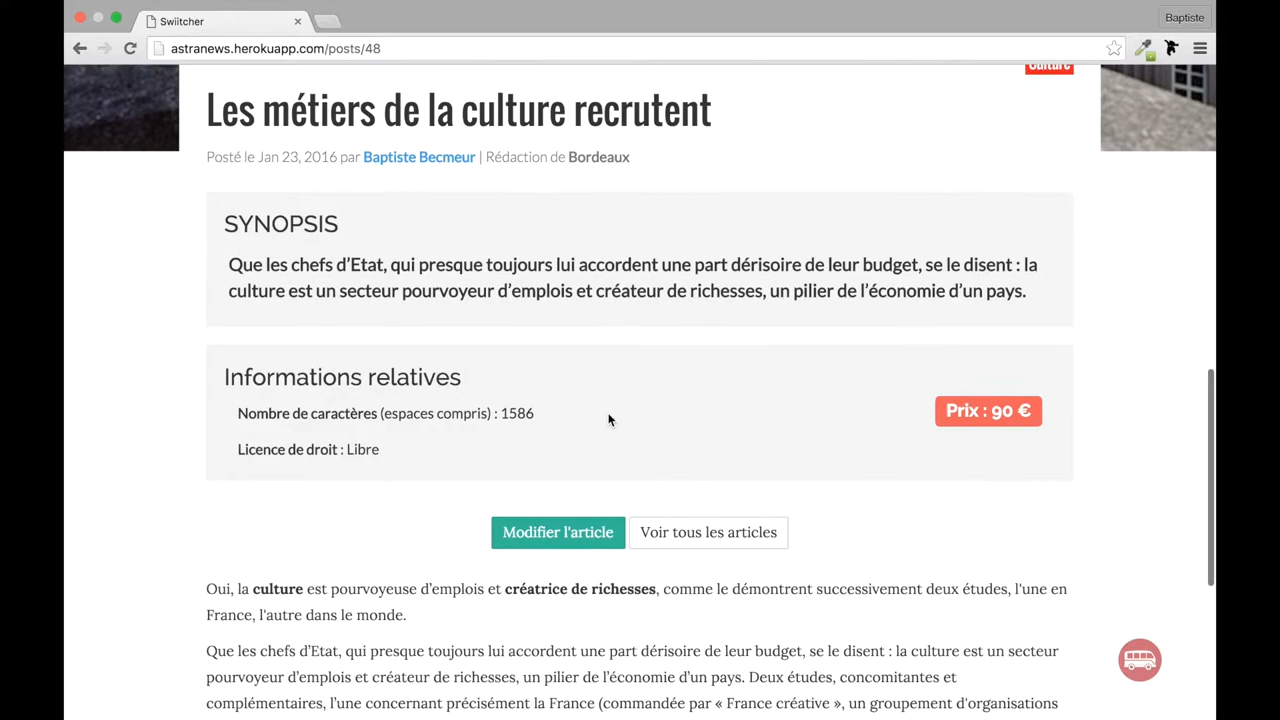 Swiitcher
Baptiste
astranews.herokuapp.com/posts/48
Culture
Les métiers de la culture recrutent
Posté le Jan 23, 2016 par Baptiste Becmeur | Rédaction de Bordeaux
SYNOPSIS
Que les chefs d’Etat, qui presque toujours lui accordent une part dérisoire de leur budget, se le disent : la
culture est un secteur pourvoyeur d’emplois et créateur de richesses, un pilier de l’économie d’un pays.
Informations relatives
Nombre de caractères (espaces compris) : 1586
Prix : 90 €
Licence de droit : Libre
Modifier l'article
Voir tous les articles
Oui, la culture est pourvoyeuse d’emplois et créatrice de richesses, comme le démontrent successivement deux études, l'une en
France, l'autre dans le monde.
Que les chefs d’Etat, qui presque toujours lui accordent une part dérisoire de leur budget, se le disent : la culture est un secteur
pourvoyeur d’emplois et créateur de richesses, un pilier de l’économie d’un pays. Deux études, concomitantes et
complémentaires, l’une concernant précisément la France (commandée par « France créative », un groupement d'organisations